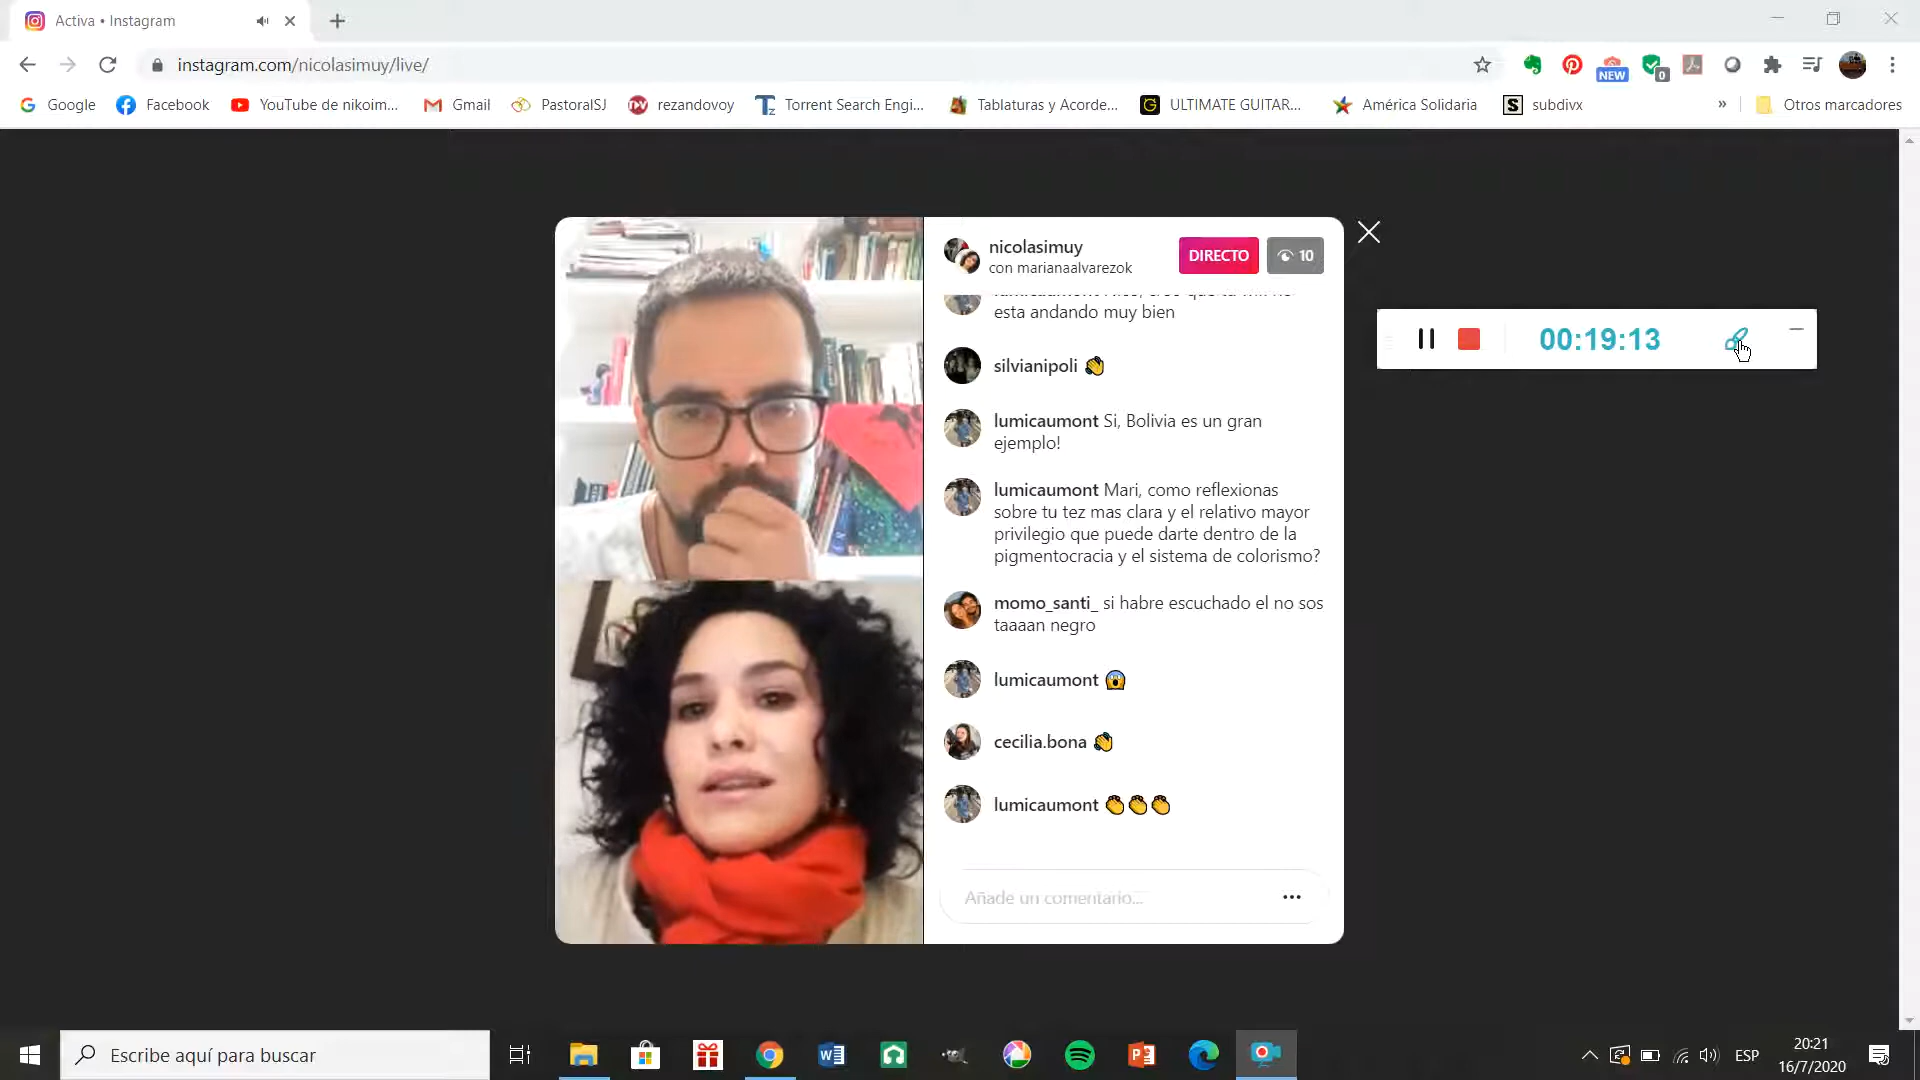 Activa • Instagram
instagram.com/nicolasimuy/live/
NEW
0
Google
Facebook
YouTube de nikoim...
Gmail
PastoralSJ
rezandovoy
Torrent Search Engi...
Tablaturas y Acorde...
ULTIMATE GUITAR...
América Solidaria
subdivx
»
Otros marcadores
nicolasimuy
con marianaalvarezok
DIRECTO
10
esta andando muy bien
silvianipoli 👏
lumicaumont Si, Bolivia es un gran
ejemplo!
lumicaumont Mari, como reflexionas
sobre tu tez mas clara y el relativo mayor
privilegio que puede darte dentro de la
pigmentocracia y el sistema de colorismo?
momo_santi_ si habre escuchado el no sos
taaaan negro
lumicaumont 😱
cecilia.bona 👏
lumicaumont 👏👏👏
Añade un comentario...
00:19:13
Escribe aquí para buscar
ESP
20:21
16/7/2020